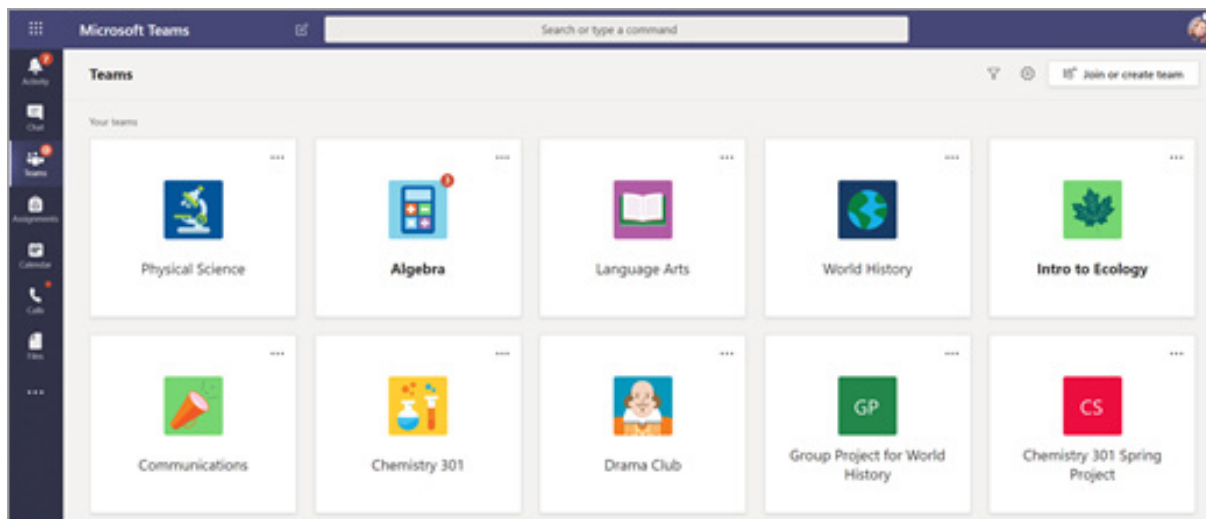 Microsoft Teams
Search or type a command
Activity
Chat
Teams
Assignments
Calendar
Calls
Files
Teams
Join or create team
Your teams
Physical Science
Algebra
Language Arts
World History
Intro to Ecology
Communications
Chemistry 301
Drama Club
GP
Group Project for World
History
CS
Chemistry 301 Spring
Project